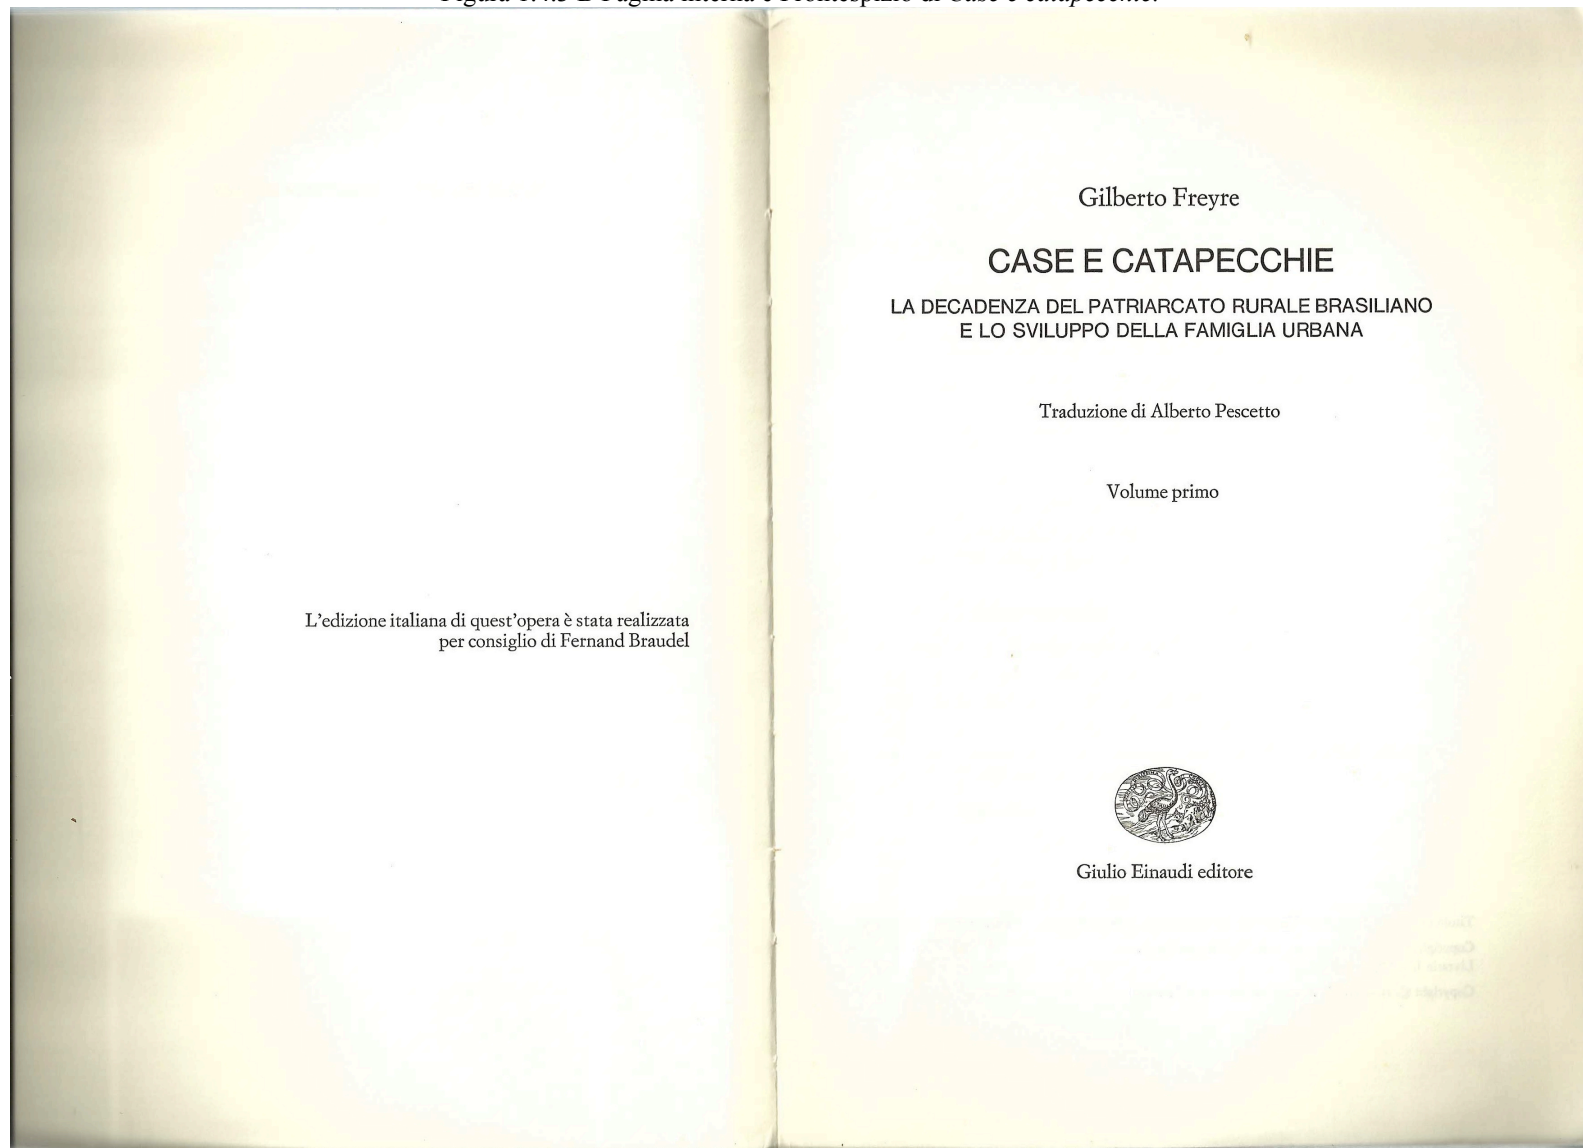 L'edizione italiana di quest'opera è stata realizzata
per consiglio di Fernand Braudel
Gilberto Freyre
CASE E CATAPECCHIE
LA DECADENZA DEL PATRIARCATO RURALE BRASILIANO
E LO SVILUPPO DELLA FAMIGLIA URBANA
Traduzione di Alberto Pescetto
Volume primo
Giulio Einaudi editore